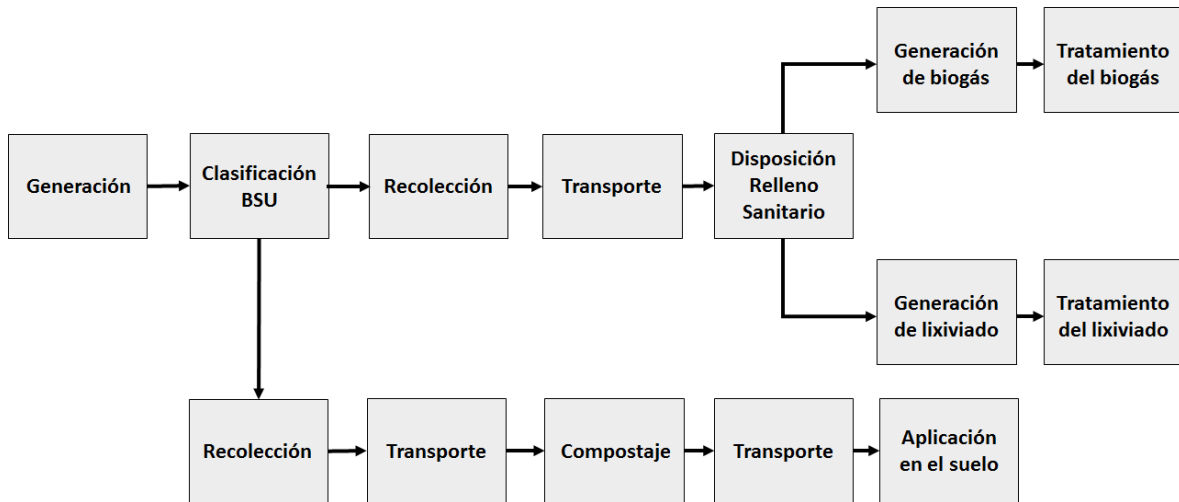 Generación
de biogás
Tratamiento
del biogás
Generación
Clasificación
BSU
Recolección
Transporte
Disposición
Relleno
Sanitario
Generación
de lixiviado
Tratamiento
del lixiviado
Recolección
Transporte
Compostaje
Transporte
Aplicación
en el suelo